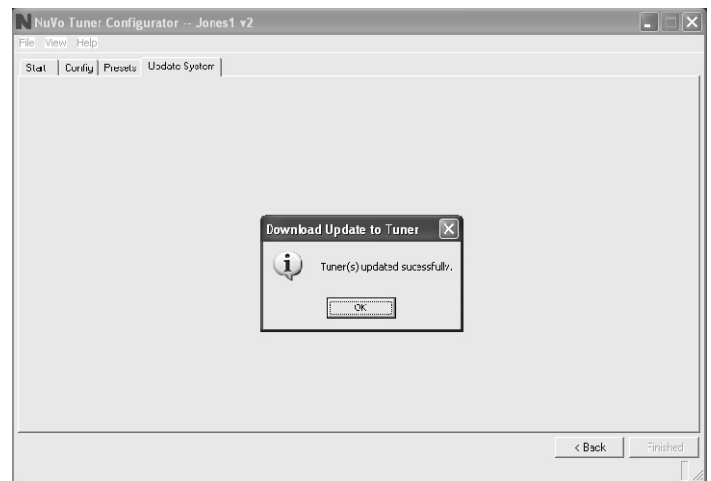 NuVo Tuner Configurator -- Jones1 v2
File View Help
Start Config Presets Update System
Download Update to Tuner
Tuner(s) updated sucessfully.
OK
< Back Finished